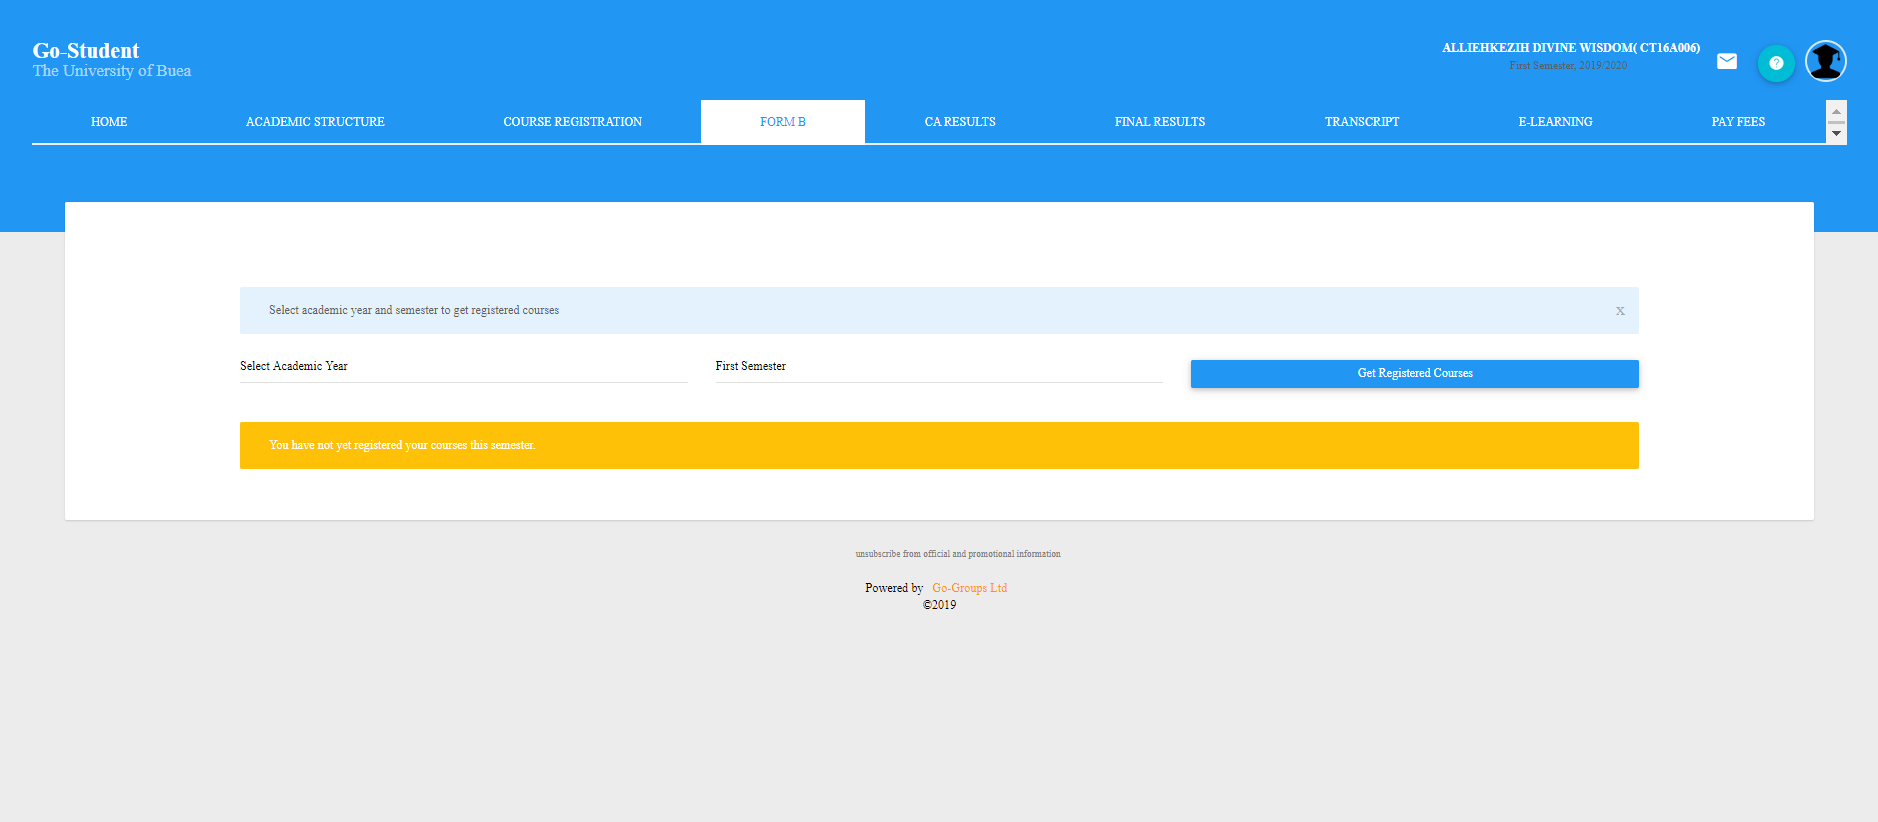 Go-Student
The University of Buea
ALLIEHKEZIH DIVINE WISDOM( CT16A006)
First Semester, 2019/2020
?
HOME ACADEMIC STRUCTURE COURSE REGISTRATION FORM B CA RESULTS FINAL RESULTS TRANSCRIPT E-LEARNING PAY FEES
Select academic year and semester to get registered courses x
Select Academic Year First Semester Get Registered Courses
You have not yet registered your courses this semester.
unsubscribe from official and promotional information
Powered by Go-Groups Ltd
©2019